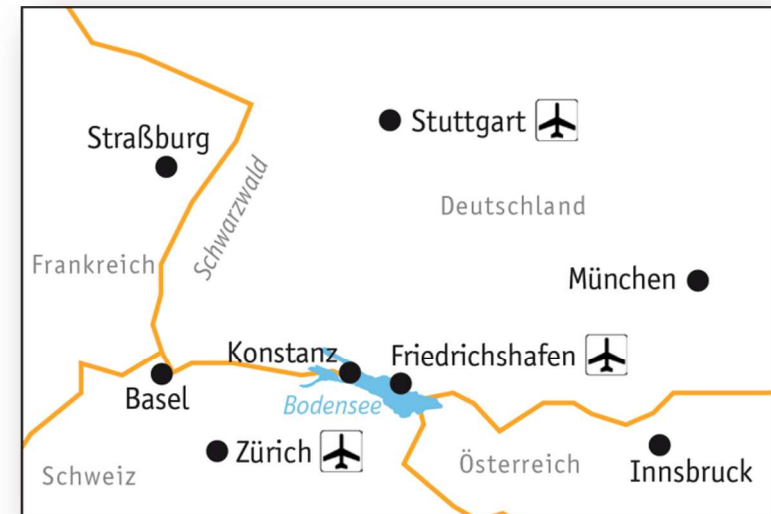 Straßburg
Stuttgart
Schwarzwald
Deutschland
Frankreich
München
Konstanz
Friedrichshafen
Basel
Bodensee
Zürich
Österreich
Innsbruck
Schweiz